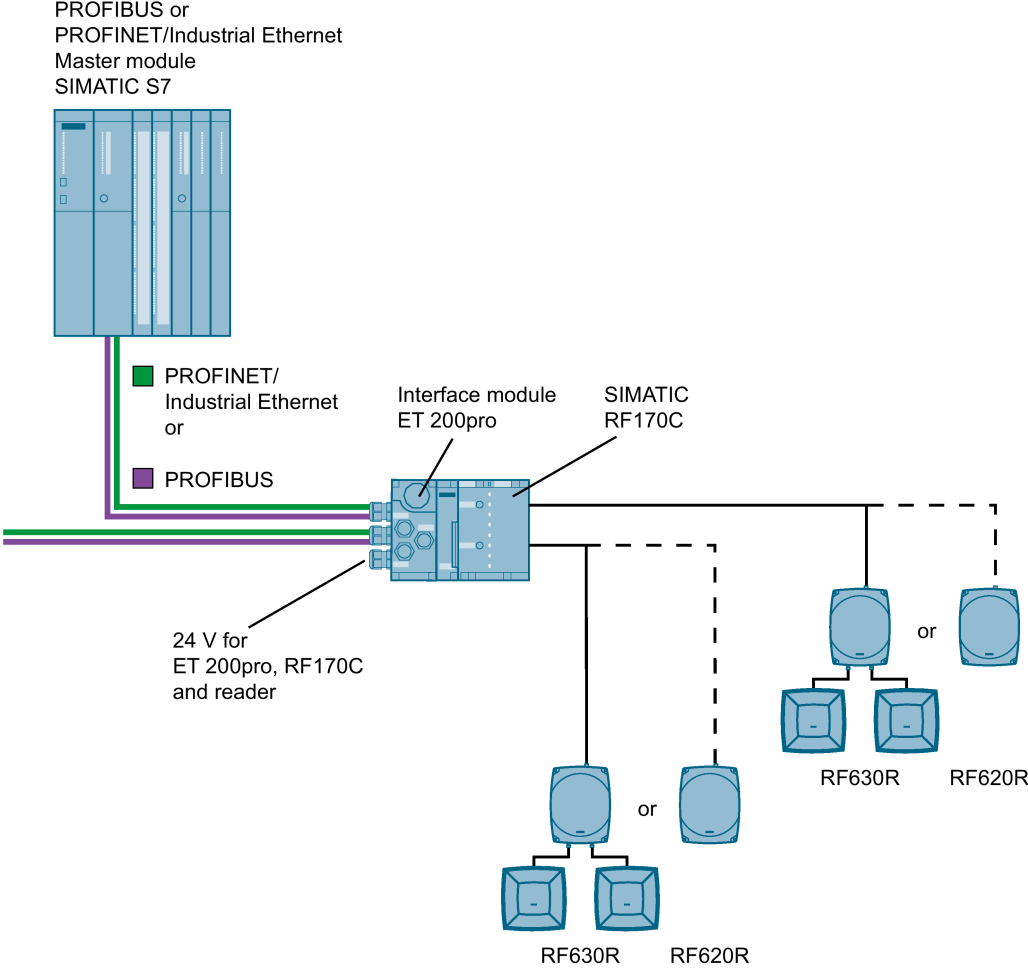 PROFIBUS or
PROFINET/Industrial Ethernet
Master module
SIMATIC S7
PROFINET/
Industrial Ethernet
or
PROFIBUS
Interface module
ET 200pro
SIMATIC
RF170C
24 V for
ET 200pro, RF170C
and reader
or
RF630R
RF620R
or
RF630R
RF620R